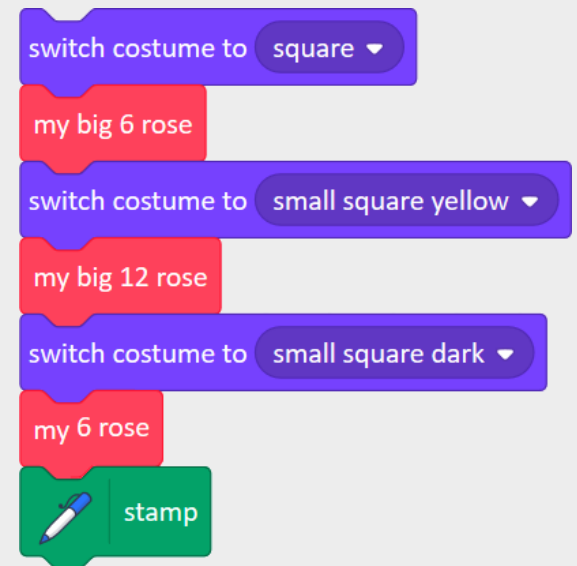 switch costume to square
my big 6 rose
switch costume to small square yellow
my big 12 rose
switch costume to small square dark
my 6 rose
stamp